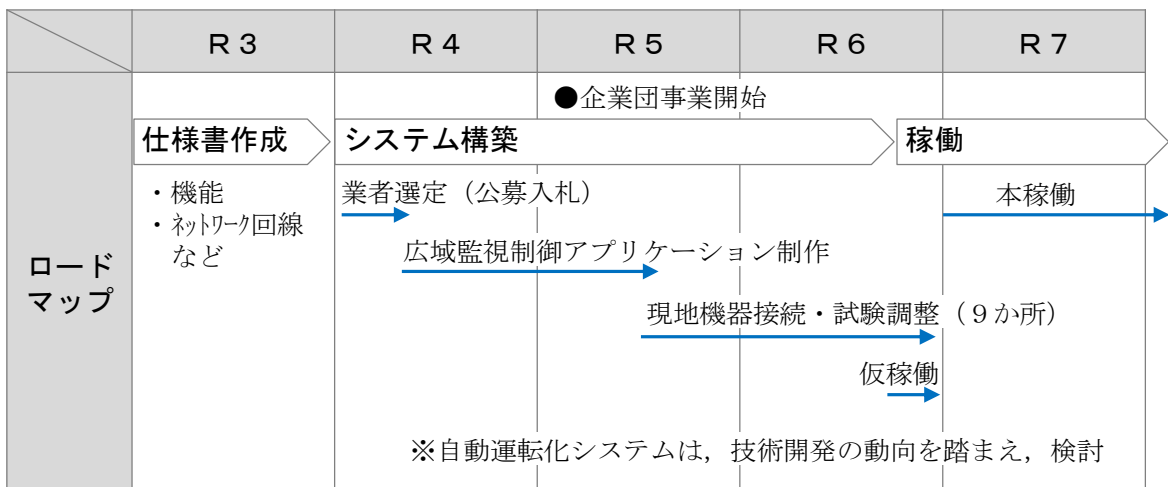 R3
R4
R5
R6
R7
ロード
マップ
●企業団事業開始
仕様書作成
システム構築
稼働
・機能
・ネットワーク回線
など
業者選定（公募入札）
本稼働
広域監視制御アプリケーション制作
現地機器接続・試験調整（９か所）
仮稼働
※自動運転化システムは，技術開発の動向を踏まえ，検討